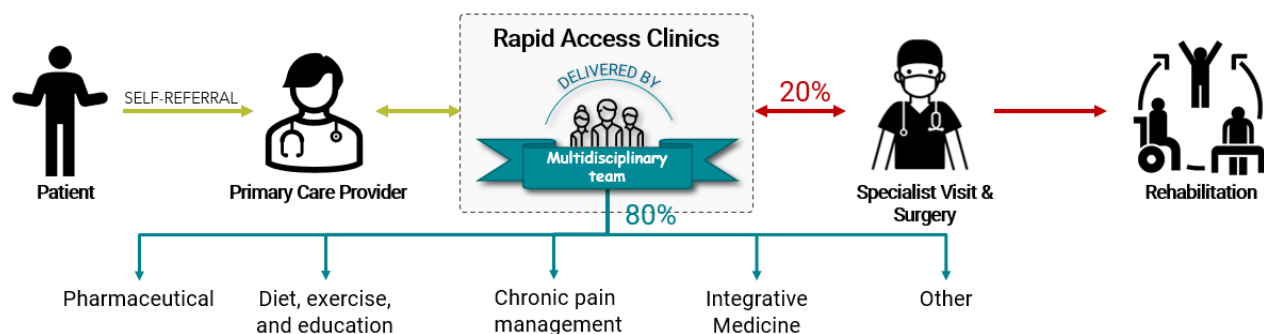 Rapid Access Clinics
DELIVERED BY
Multidisciplinary
team
SELF-REFERRAL
20%
Patient
Primary Care Provider
Specialist Visit &
Surgery
Rehabilitation
80%
Pharmaceutical
Diet, exercise,
and education
Chronic pain
management
Integrative
Medicine
Other